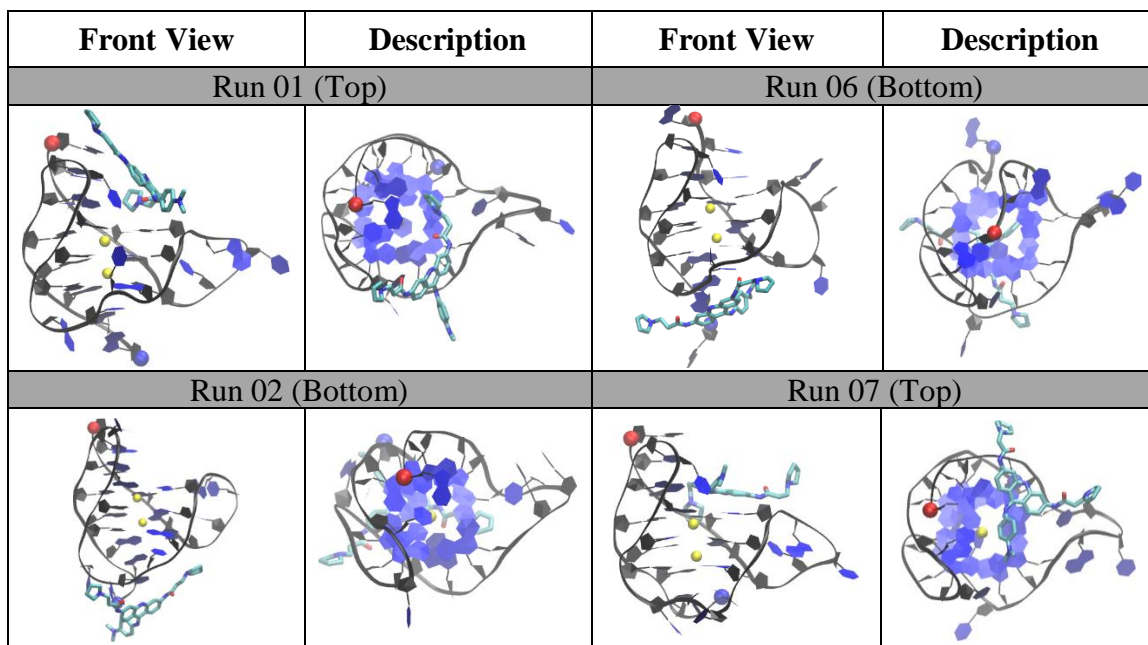 Front View Description Front View Description
Run 01 (Top) Run 06 (Bottom)
Run 02 (Bottom) Run 07 (Top)